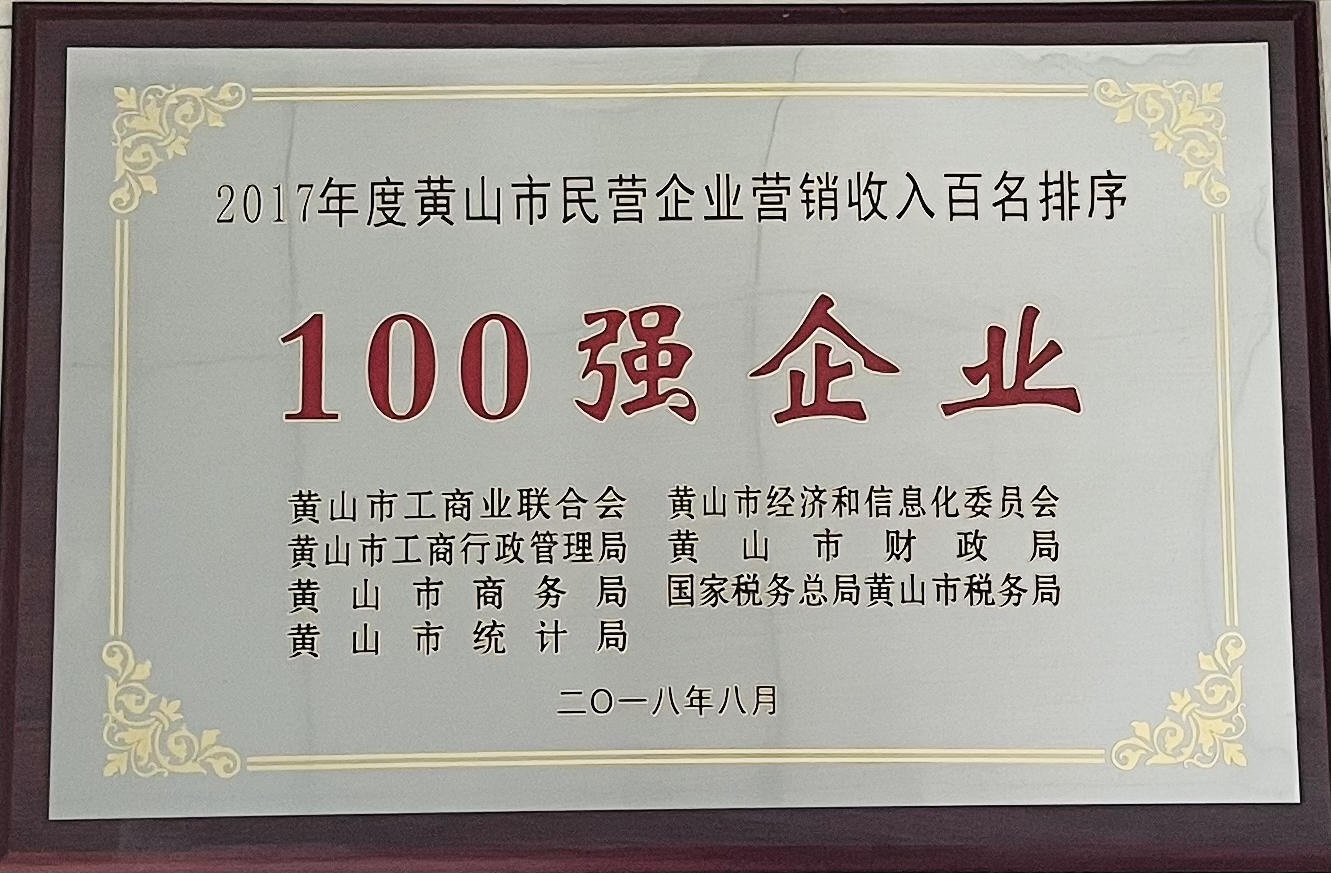 2017年度黄山市民营企业营销收入百名排序
100强企业
黄山市工商业联合会 黄山市经济和信息化委员会
黄山市工商行政管理局 黄山市财政局
黄山市商务局 国家税务总局黄山市税务局
黄山市统计局
二〇一八年八月